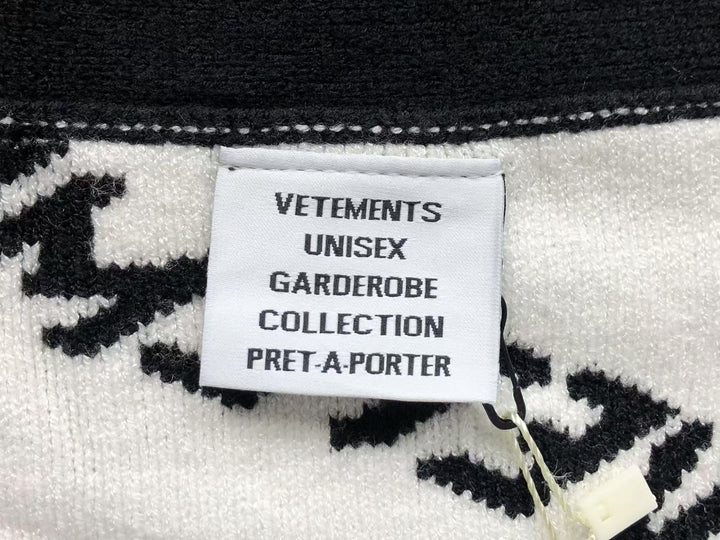 VETEMENTS
UNISEX
GARDEROBE
COLLECTION
PRET-A-PORTER